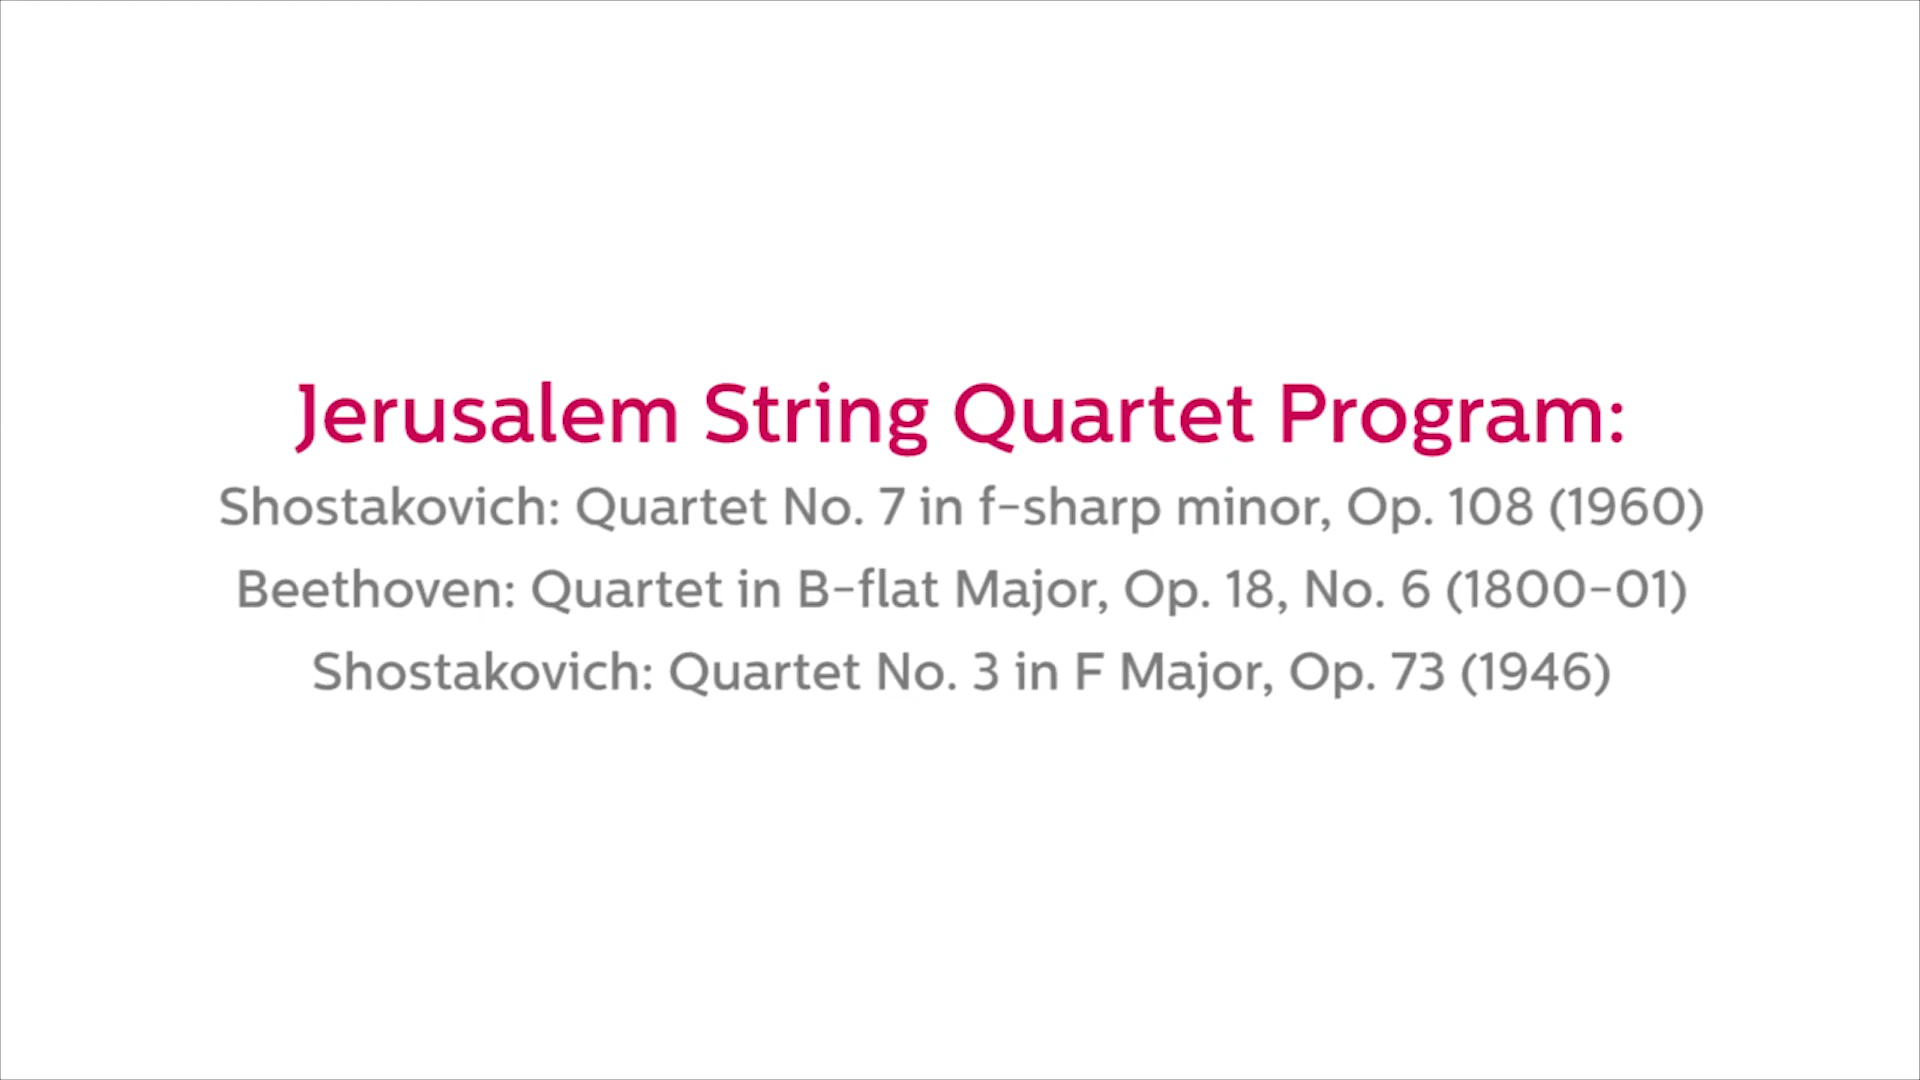 Jerusalem String Quartet Program:
Shostakovich: Quartet No. 7 in f-sharp minor, Op. 108 (1960)
Beethoven: Quartet in B-flat Major, Op. 18, No. 6 (1800-01)
Shostakovich: Quartet No. 3 in F Major, Op. 73 (1946)